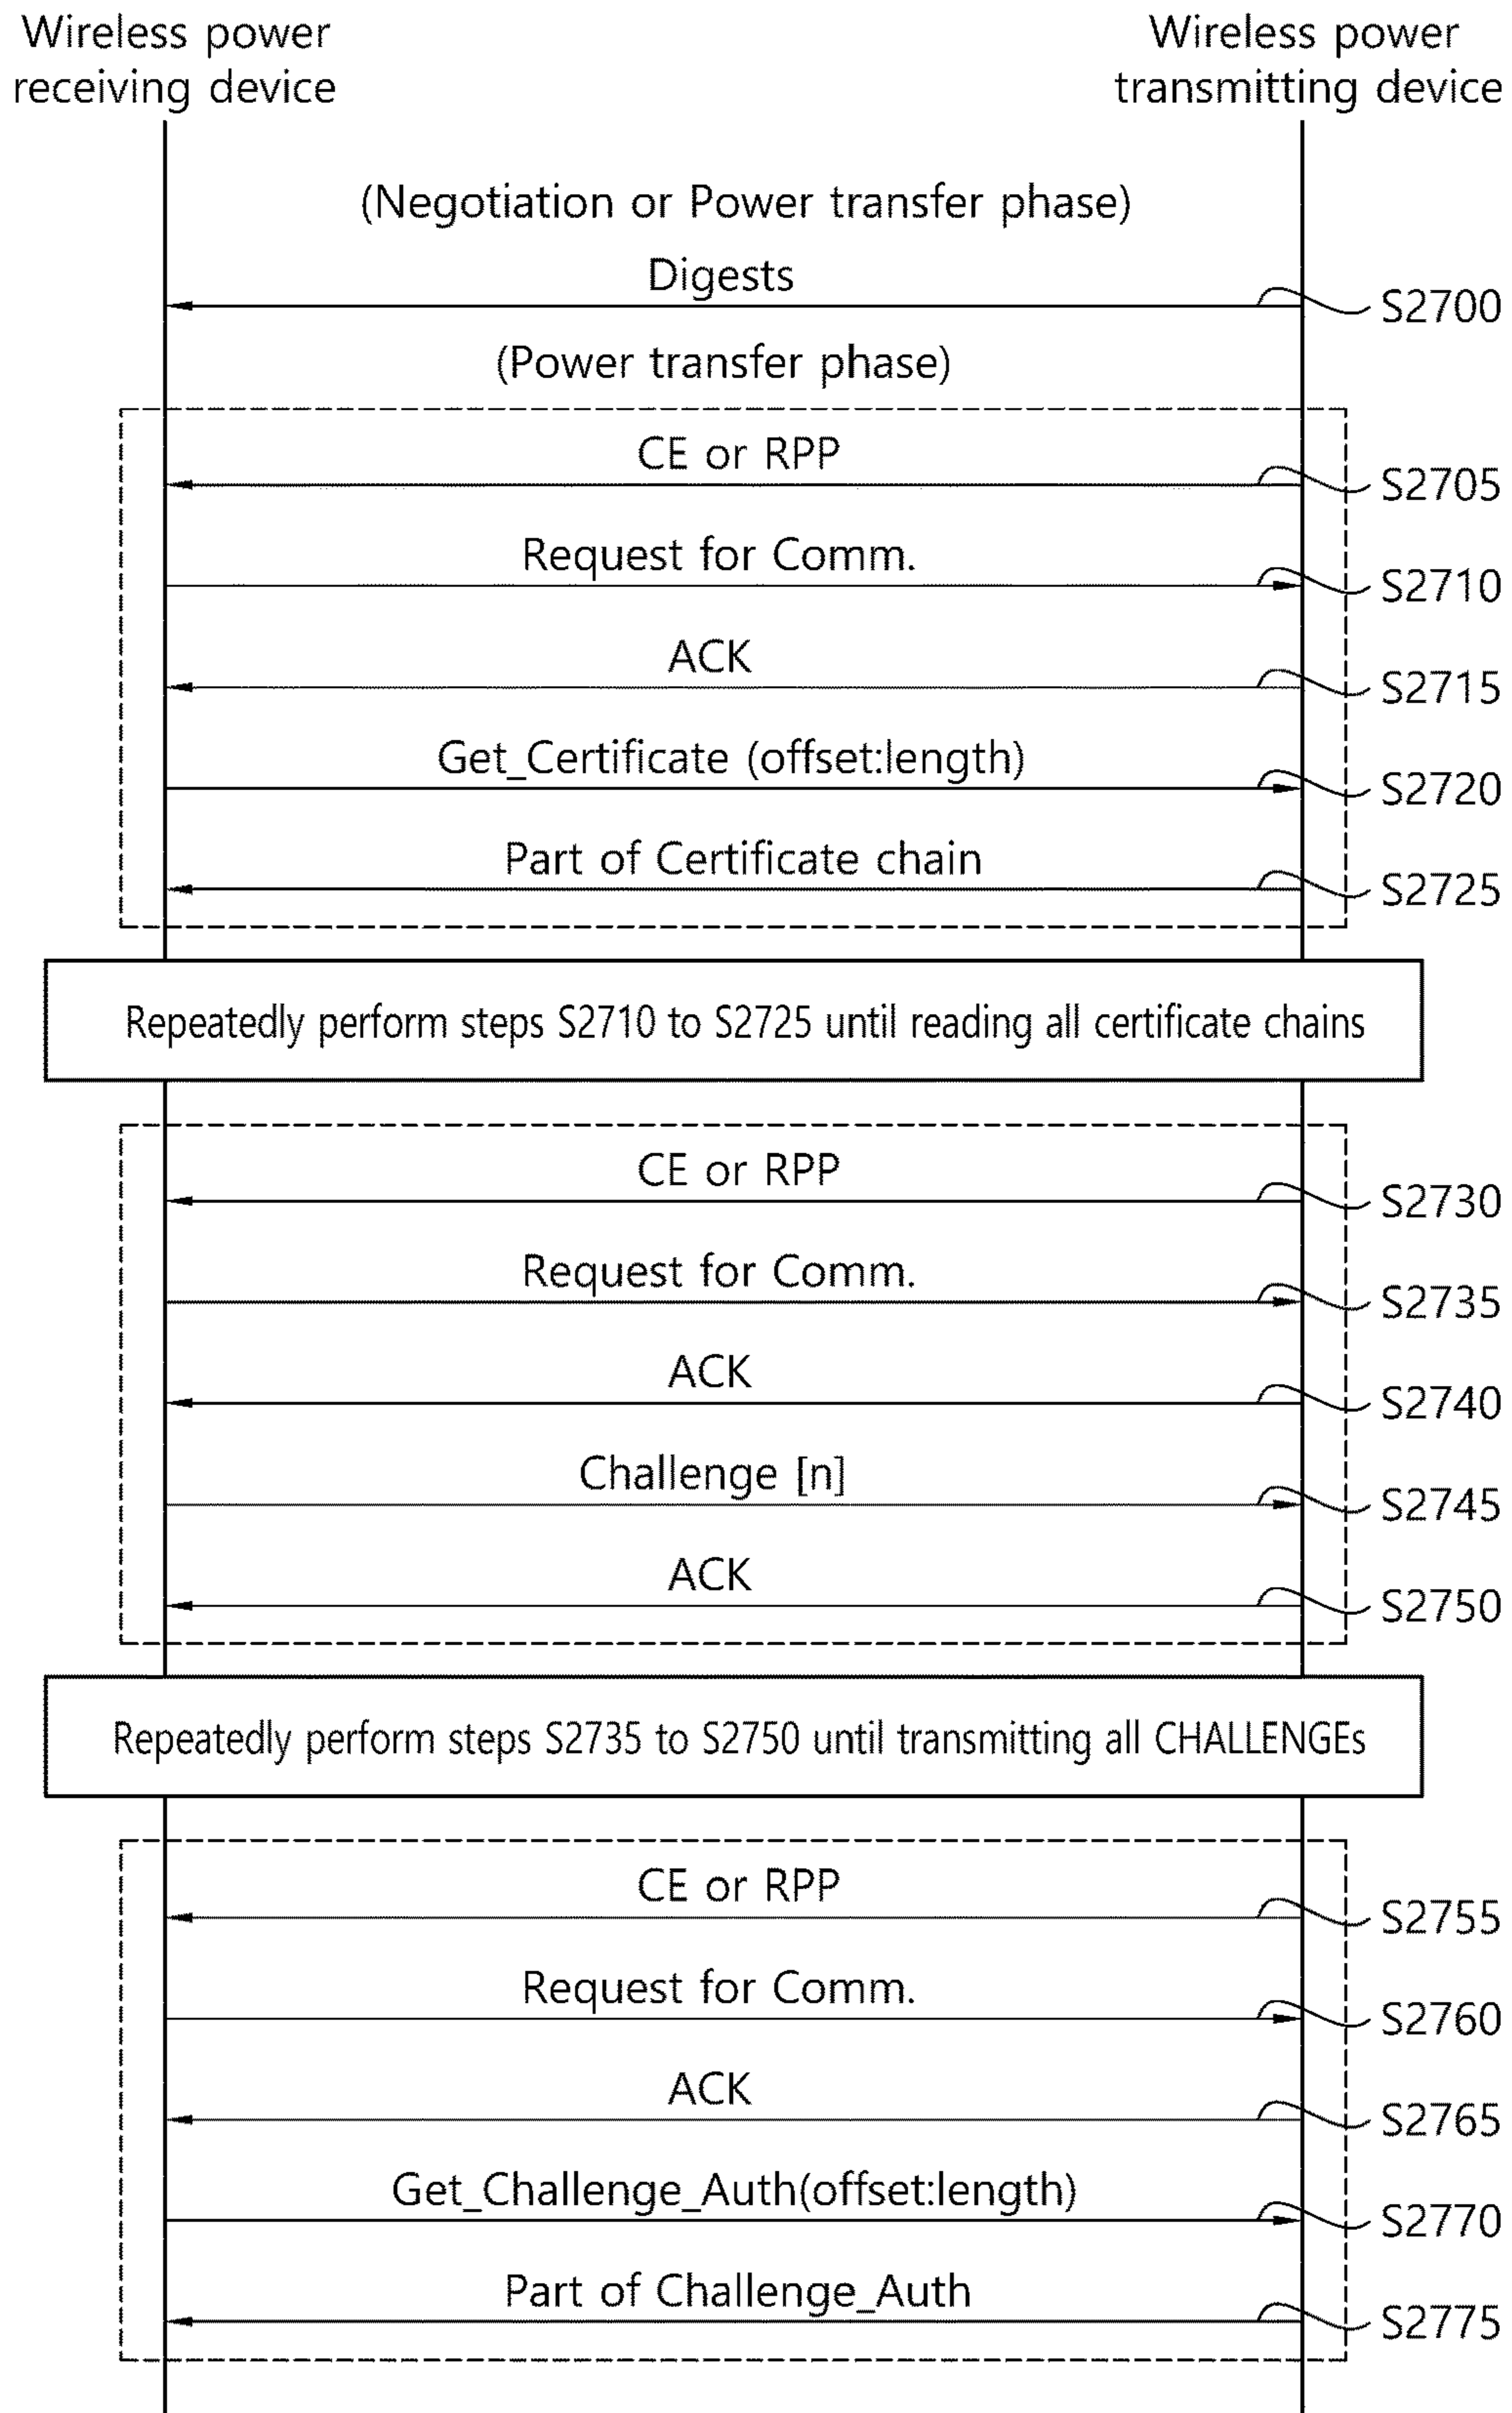 Wireless power
receiving device
Wireless power
transmitting device
(Negotiation or Power transfer phase)
Digests
S2700
(Power transfer phase)
CE or RPP
S2705
Request for Comm.
S2710
ACK
S2715
Get_Certificate (offset:length)
S2720
Part of Certificate chain
S2725
Repeatedly perform steps S2710 to S2725 until reading all certificate chains
CE or RPP
S2730
Request for Comm.
S2735
ACK
S2740
Challenge [n]
S2745
ACK
S2750
Repeatedly perform steps S2735 to S2750 until transmitting all CHALLENGEs
CE or RPP
S2755
Request for Comm.
S2760
ACK
S2765
Get_Challenge_Auth(offset:length)
S2770
Part of Challenge_Auth
S2775